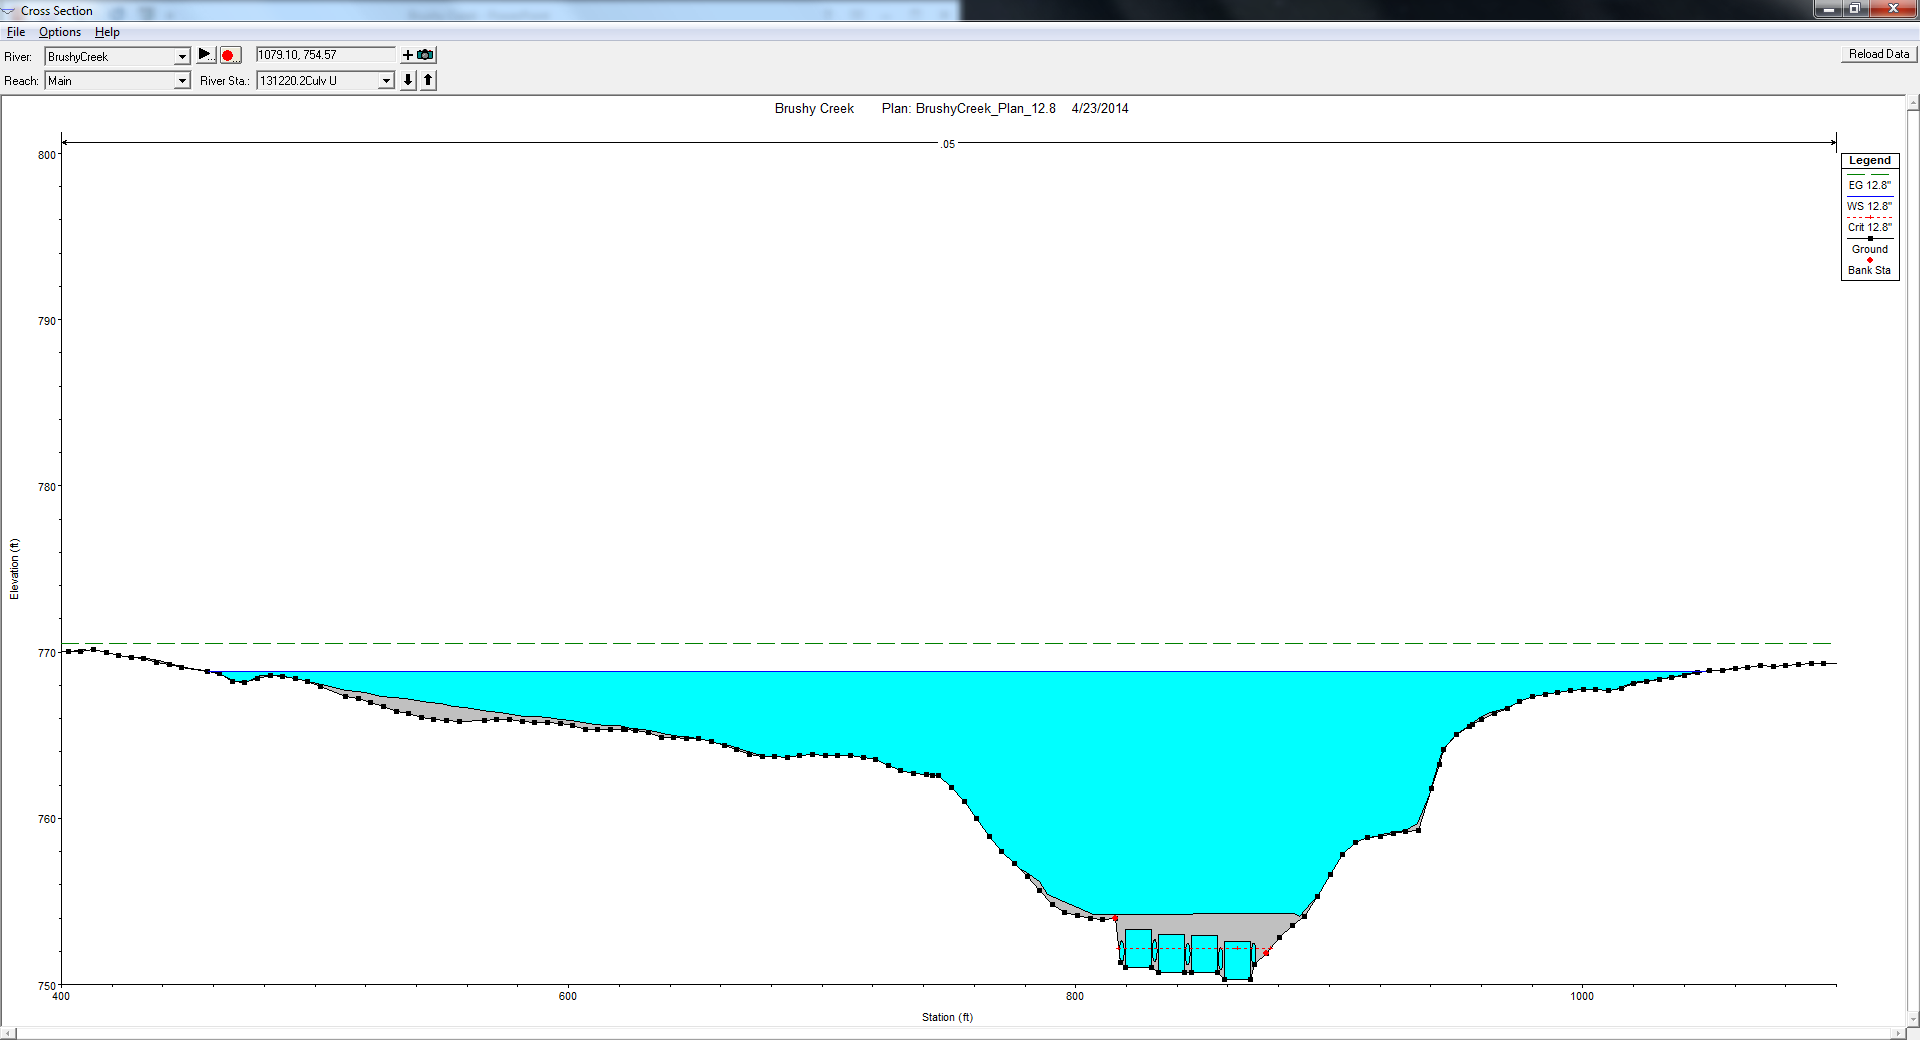 Cross Section
File Options Help
River: BrushyCreek 1079.10, 754.57 Reload Data
Reach: Main River Sta.: 131220.2Culv U
Brushy Creek Plan: BrushyCreek_Plan_12.8 4/23/2014
.05
Legend
EG 12.8"
WS 12.8"
Crit 12.8"
Ground
Bank Sta
800
790
780
770
760
750
Elevation (ft)
400 600 800 1000
Station (ft)